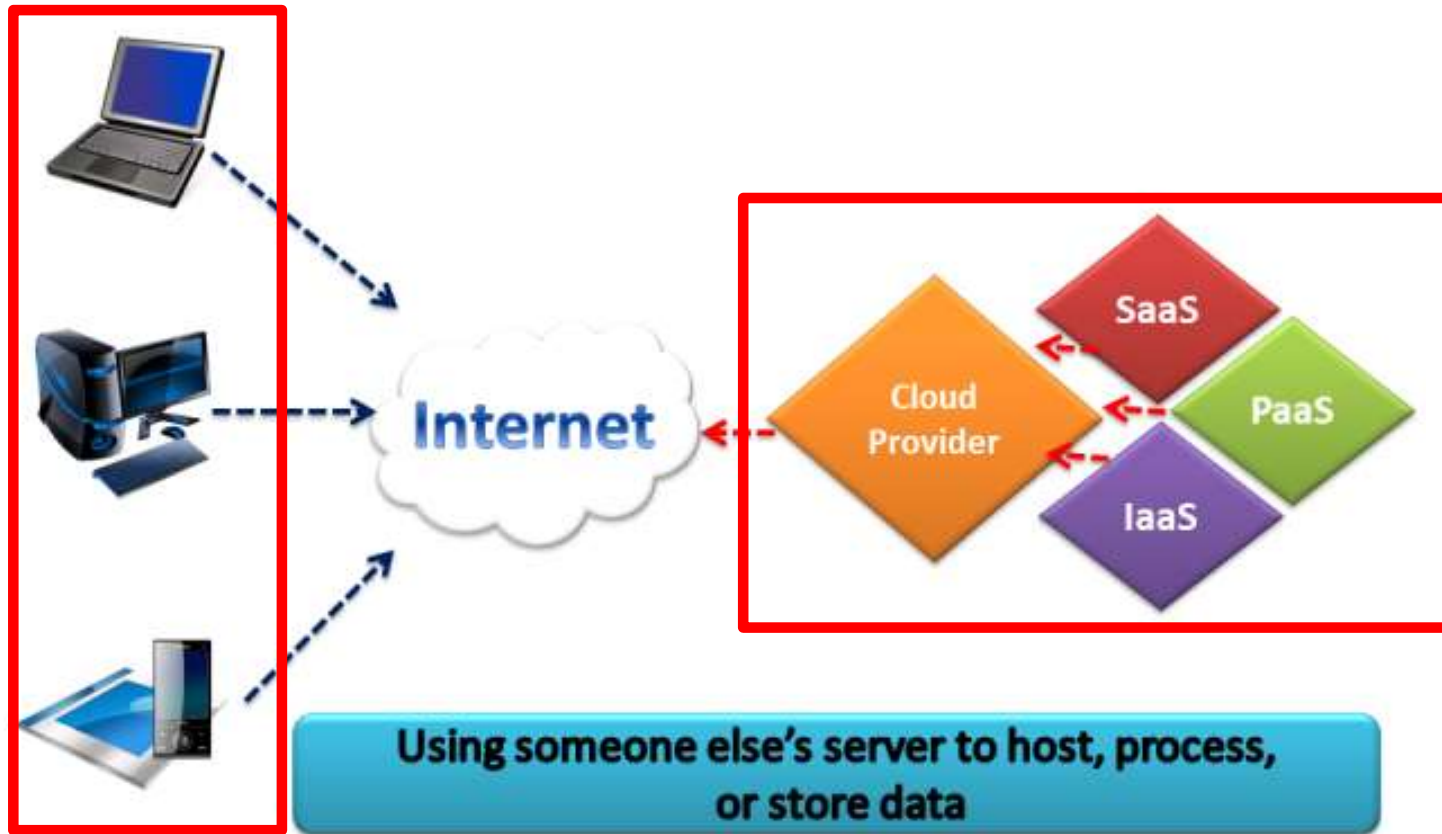 Internet
Cloud
Provider
SaaS
PaaS
IaaS
Using someone else's server to host, process,
or store data